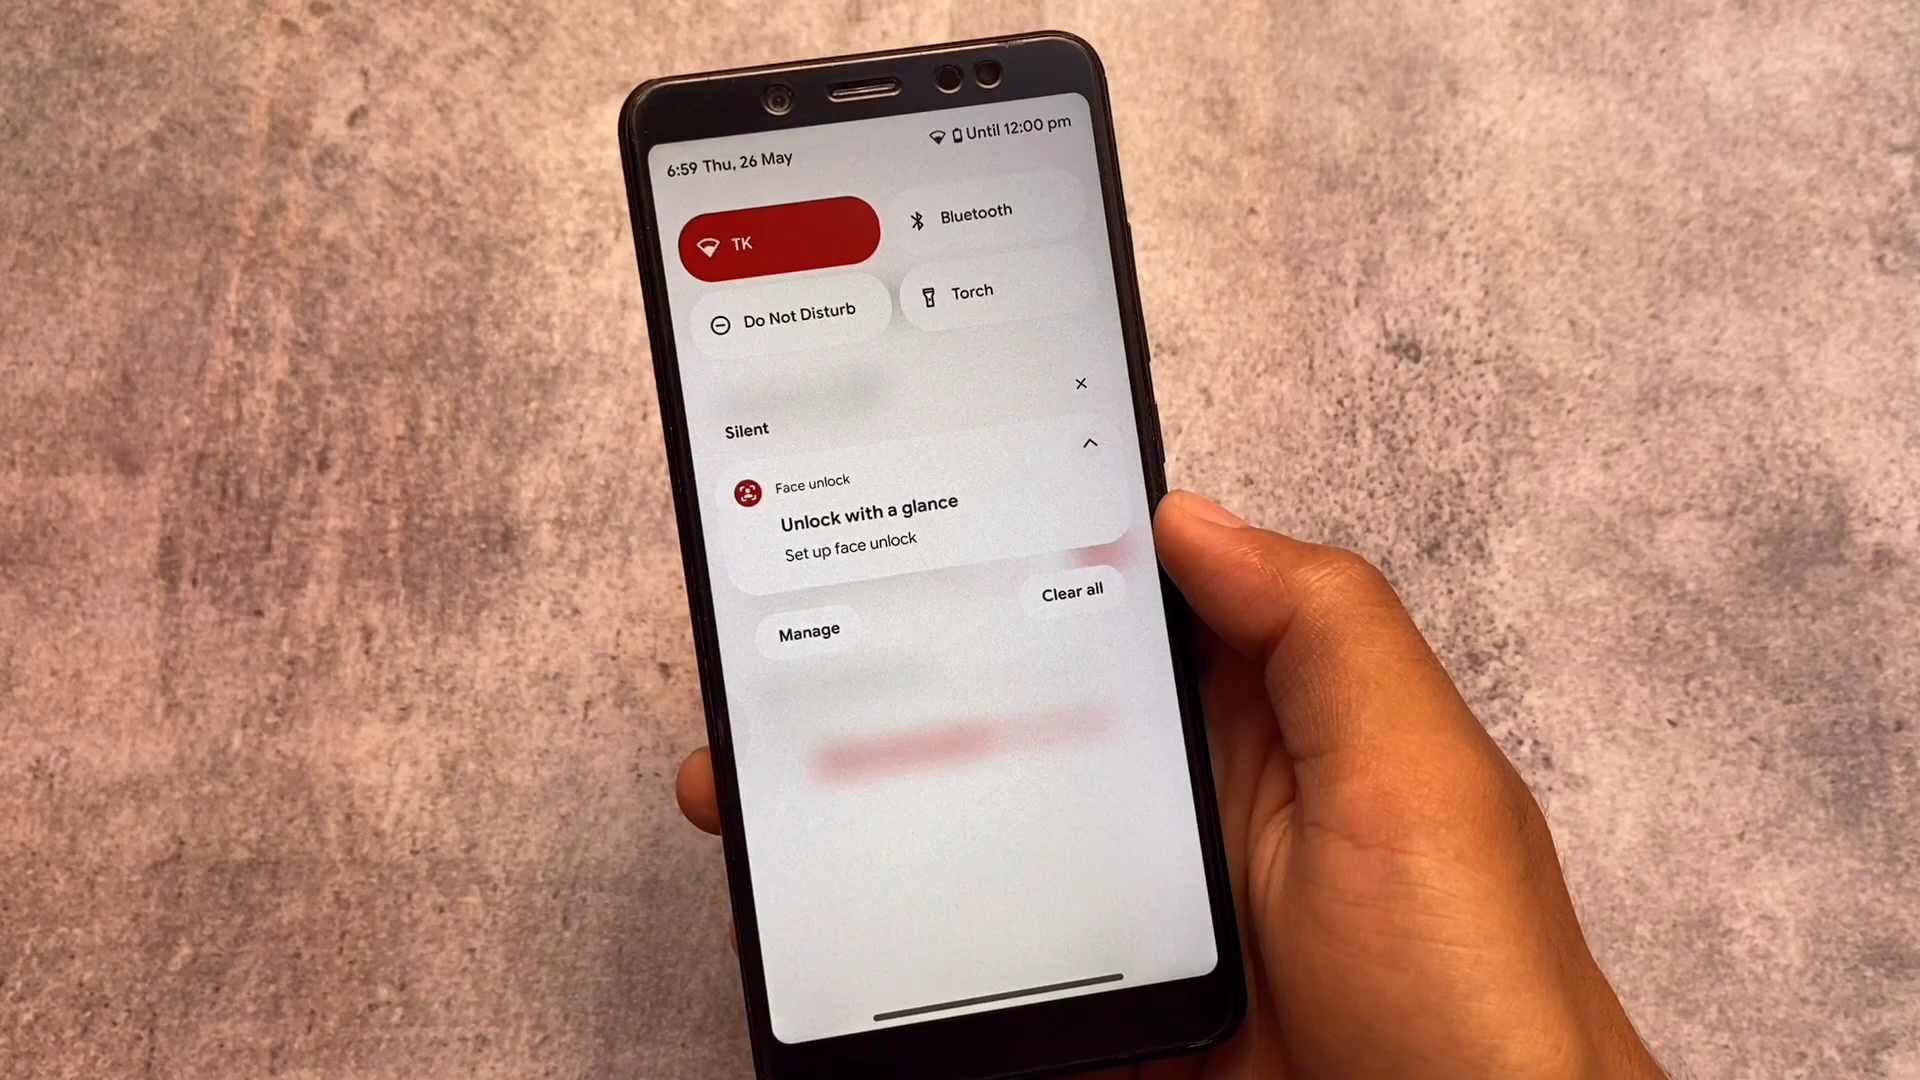 6:59 Thu, 26 May
Until 12:00 pm
TK
Bluetooth
Do Not Disturb
Torch
Silent
Face unlock
Unlock with a glance
Set up face unlock
Manage
Clear all